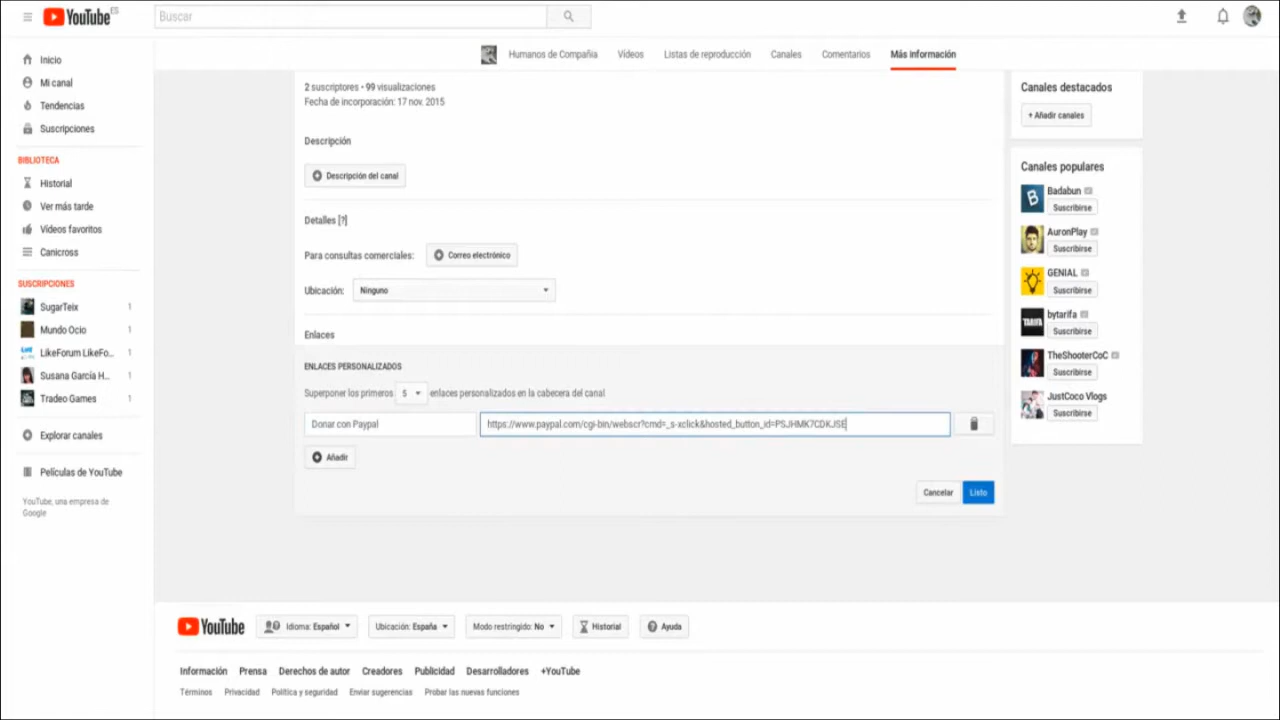 YouTube ES
Buscar
Humanos de Compañía Vídeos Listas de reproducción Canales Comentarios Más información
Inicio
Mi canal
Tendencias
Suscripciones
BIBLIOTECA
Historial
Ver más tarde
Vídeos favoritos
Canicross
SUSCRIPCIONES
SugarTeix 1
Mundo Ocio 1
LikeForum LikeFo... 1
Susana García H... 1
Tradeo Games 1
Explorar canales
Películas de YouTube
YouTube, una empresa de
Google
2 suscriptores • 99 visualizaciones
Fecha de incorporación: 17 nov. 2015
Descripción
Descripción del canal
Detalles [?]
Para consultas comerciales: Correo electrónico
Ubicación: Ninguno
Enlaces
ENLACES PERSONALIZADOS
Superponer los primeros 5 enlaces personalizados en la cabecera del canal
Donar con Paypal https://www.paypal.com/cgi-bin/webscr?cmd=_s-xclick&hosted_button_id=PSJHMK7CDKJSE
Añadir
Cancelar Listo
Canales destacados
+ Añadir canales
Canales populares
Badabun
Suscribirse
AuronPlay
Suscribirse
GENIAL
Suscribirse
bytarifa
Suscribirse
TheShooterCoC
Suscribirse
JustCoco Vlogs
Suscribirse
YouTube Idioma: Español Ubicación: España Modo restringido: No Historial Ayuda
Información Prensa Derechos de autor Creadores Publicidad Desarrolladores +YouTube
Términos Privacidad Política y seguridad Enviar sugerencias Probar las nuevas funciones